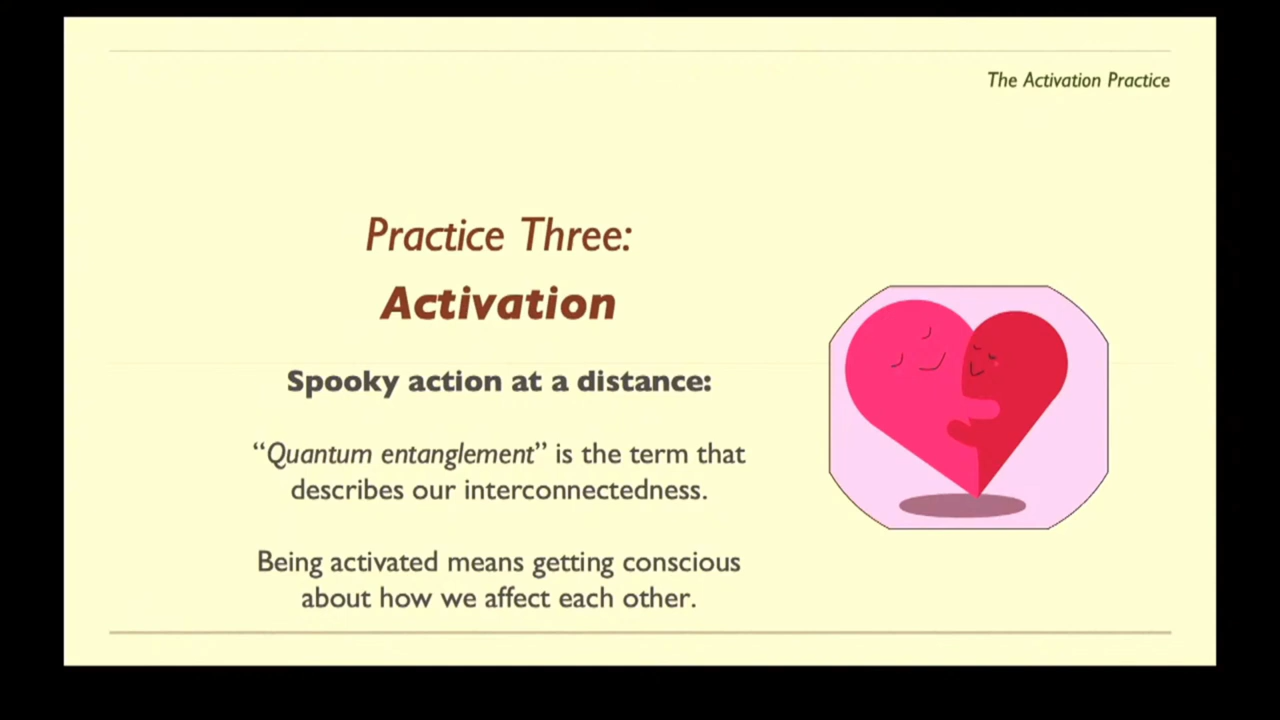 The Activation Practice
Practice Three:
Activation
Spooky action at a distance:
“Quantum entanglement” is the term that
describes our interconnectedness.
Being activated means getting conscious
about how we affect each other.